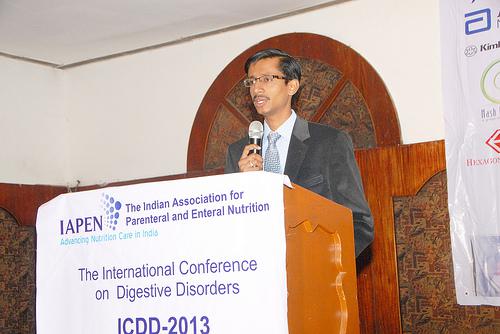 IAPEN
Advancing Nutrition Care in India
The Indian Association for
Parenteral and Enteral Nutrition
The International Conference
on Digestive Disorders
ICDD-2013
HEXAGON